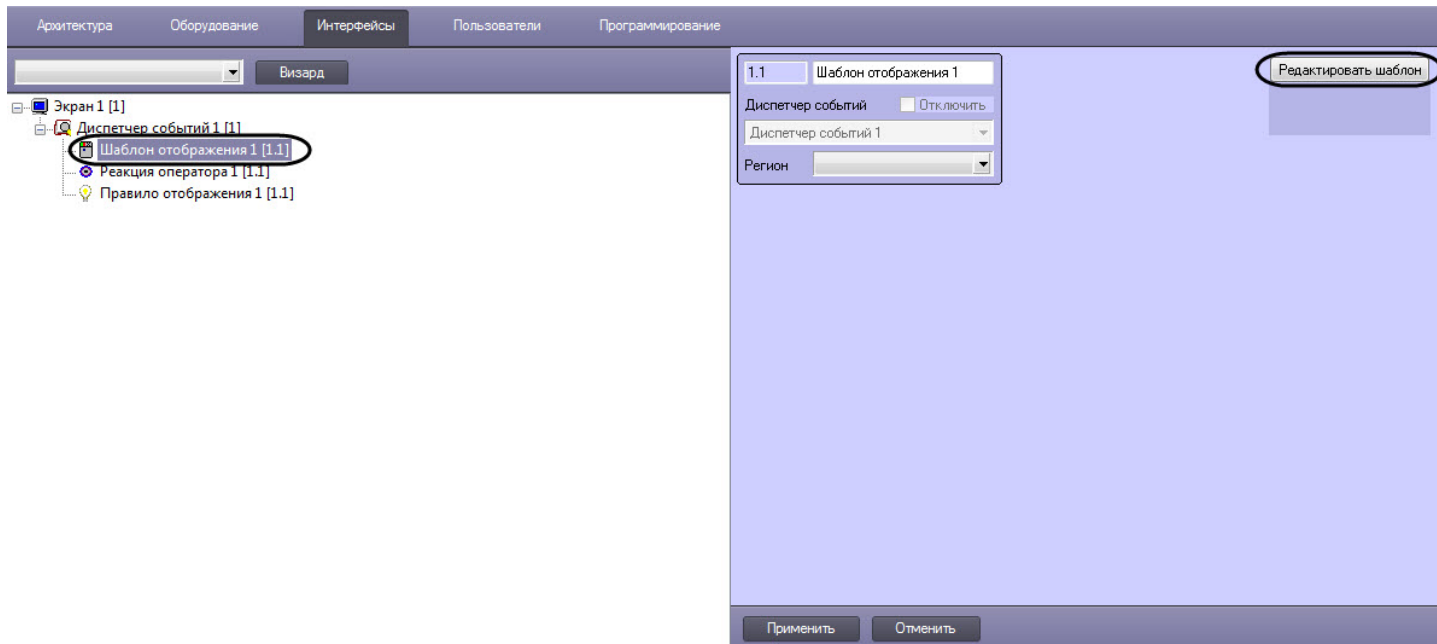 Архитектура Оборудование Интерфейсы Пользователи Программирование
Визард
Экран 1 [1]
Диспетчер событий 1 [1]
Шаблон отображения 1 [1.1]
Реакция оператора 1 [1.1]
Правило отображения 1 [1.1]
1.1 Шаблон отображения 1
Диспетчер событий Отключить
Диспетчер событий 1
Регион
Редактировать шаблон
Применить Отменить